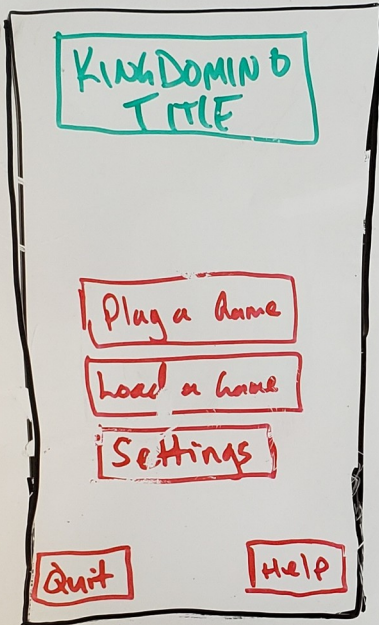 KINGDOMINO
TITLE
Play a Game
Load a Game
Settings
Quit
Help